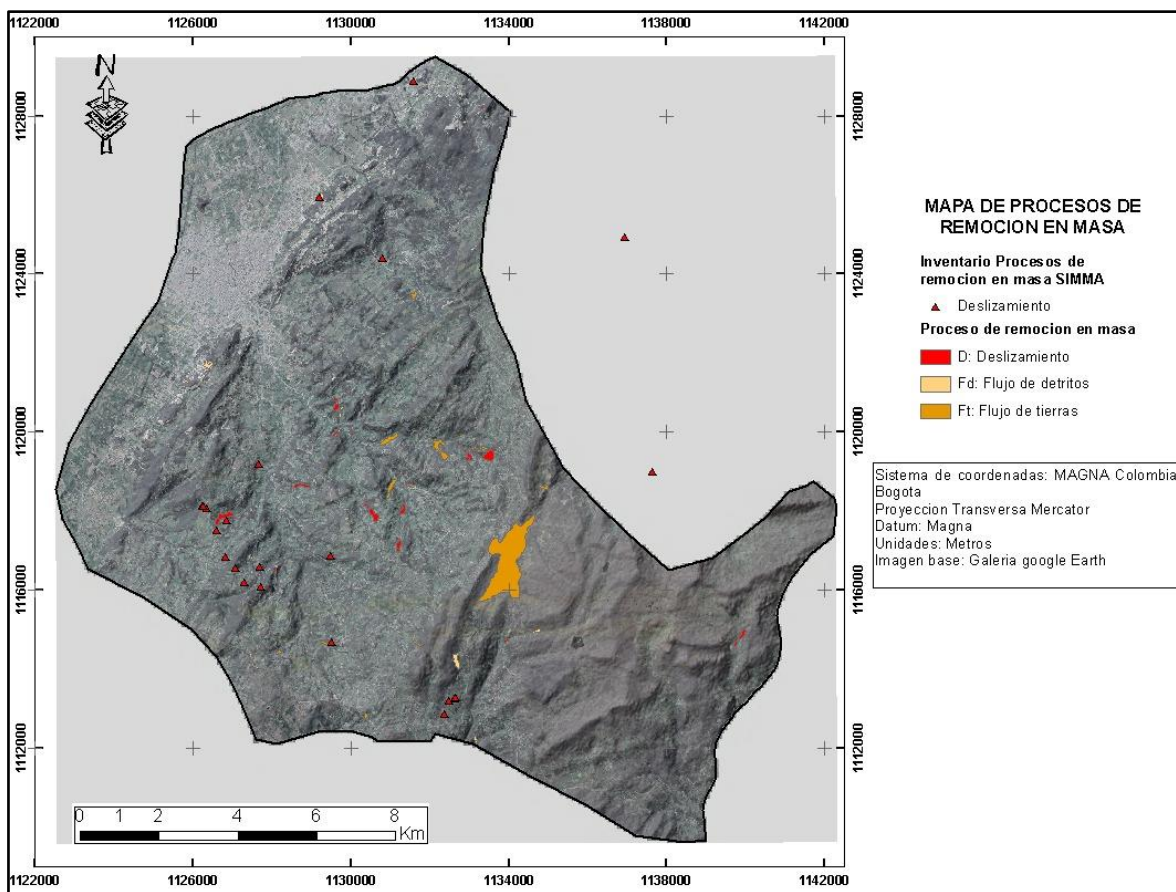 1122000 1126000 1130000 1134000 1138000 1142000
N
1128000 1128000
1124000 1124000
1120000 1120000
1116000 1116000
1112000 1112000
0 1 2 4 6 8
Km
1122000 1126000 1130000 1134000 1138000 1142000
MAPA DE PROCESOS DE
REMOCION EN MASA
Inventario Procesos de
remocion en masa SIMMA
Deslizamiento
Proceso de remocion en masa
D: Deslizamiento
Fd: Flujo de detritos
Ft: Flujo de tierras
Sistema de coordenadas: MAGNA Colombia
Bogota
Proyeccion Transversa Mercator
Datum: Magna
Unidades: Metros
Imagen base: Galeria google Earth